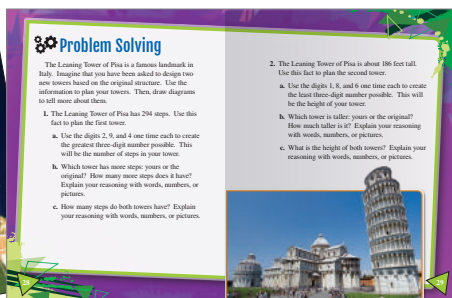 Problem Solving
The Leaning Tower of Pisa is a famous landmark in
Italy. Imagine that you have been asked to design two
new towers based on the original structure. Use the
information to plan your towers. Then, draw diagrams
to tell more about them.
1. The Leaning Tower of Pisa has 294 steps. Use this
fact to plan the first tower.
a. Use the digits 2, 9, and 4 one time each to create
the greatest three-digit number possible. This
will be the number of steps in your tower.
b. Which tower has more steps: yours or the
original? How many more steps does it have?
Explain your reasoning with words, numbers, or
pictures.
c. How many steps do both towers have? Explain
your reasoning with words, numbers, or pictures.
28
2. The Leaning Tower of Pisa is about 186 feet tall.
Use this fact to plan the second tower.
a. Use the digits 1, 8, and 6 one time each to create
the least three-digit number possible. This will
be the height of your tower.
b. Which tower is taller: yours or the original?
How much taller is it? Explain your reasoning
with words, numbers, or pictures.
c. What is the height of both towers? Explain your
reasoning with words, numbers, or pictures.
29